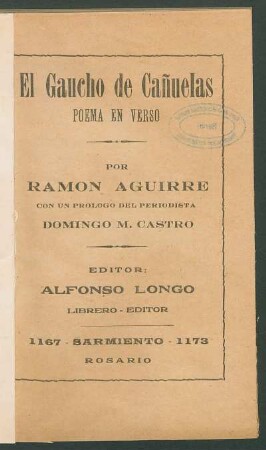 El Gaucho de Cañuelas
POEMA EN VERSO
POR
RAMON AGUIRRE
CON UN PROLOGO DEL PERIODISTA
DOMINGO M. CASTRO
EDITOR:
ALFONSO LONGO
LIBRERO - EDITOR
1167 - SARMIENTO - 1173
ROSARIO